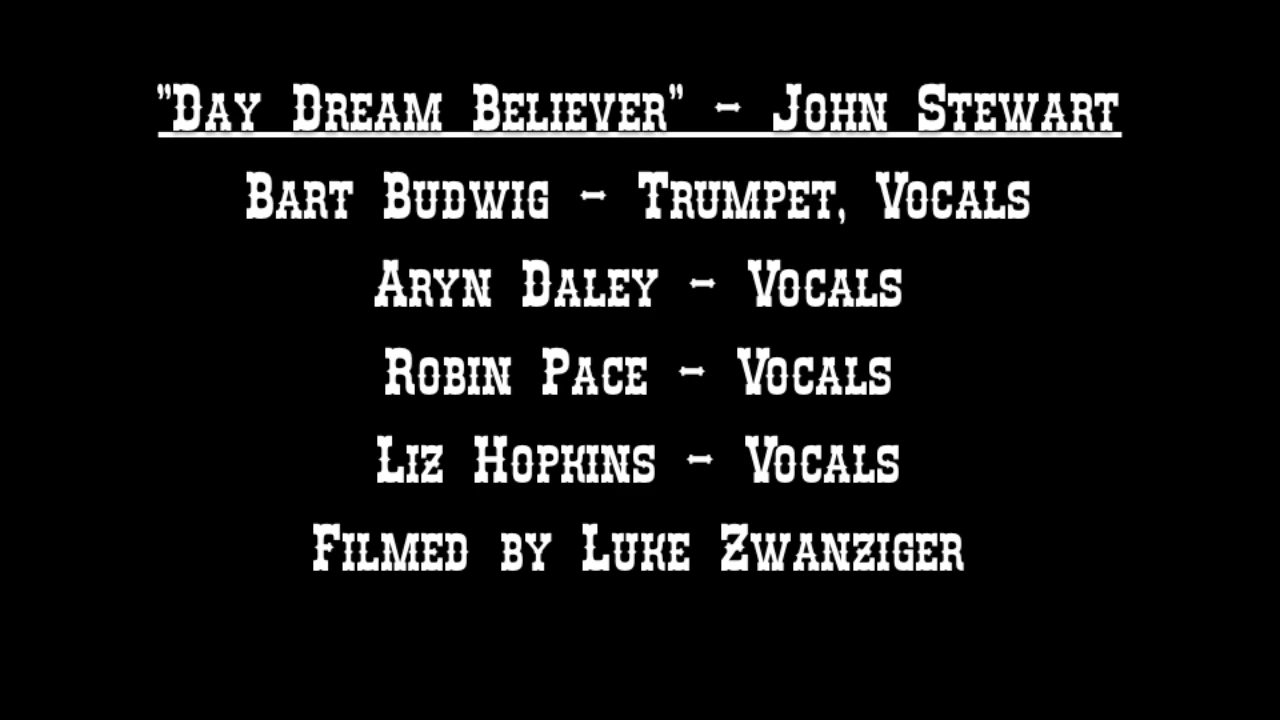 "Day Dream Believer" - John Stewart
Bart Budwig - Trumpet, Vocals
Aryn Daley - Vocals
Robin Pace - Vocals
Liz Hopkins - Vocals
Filmed by Luke Zwanziger